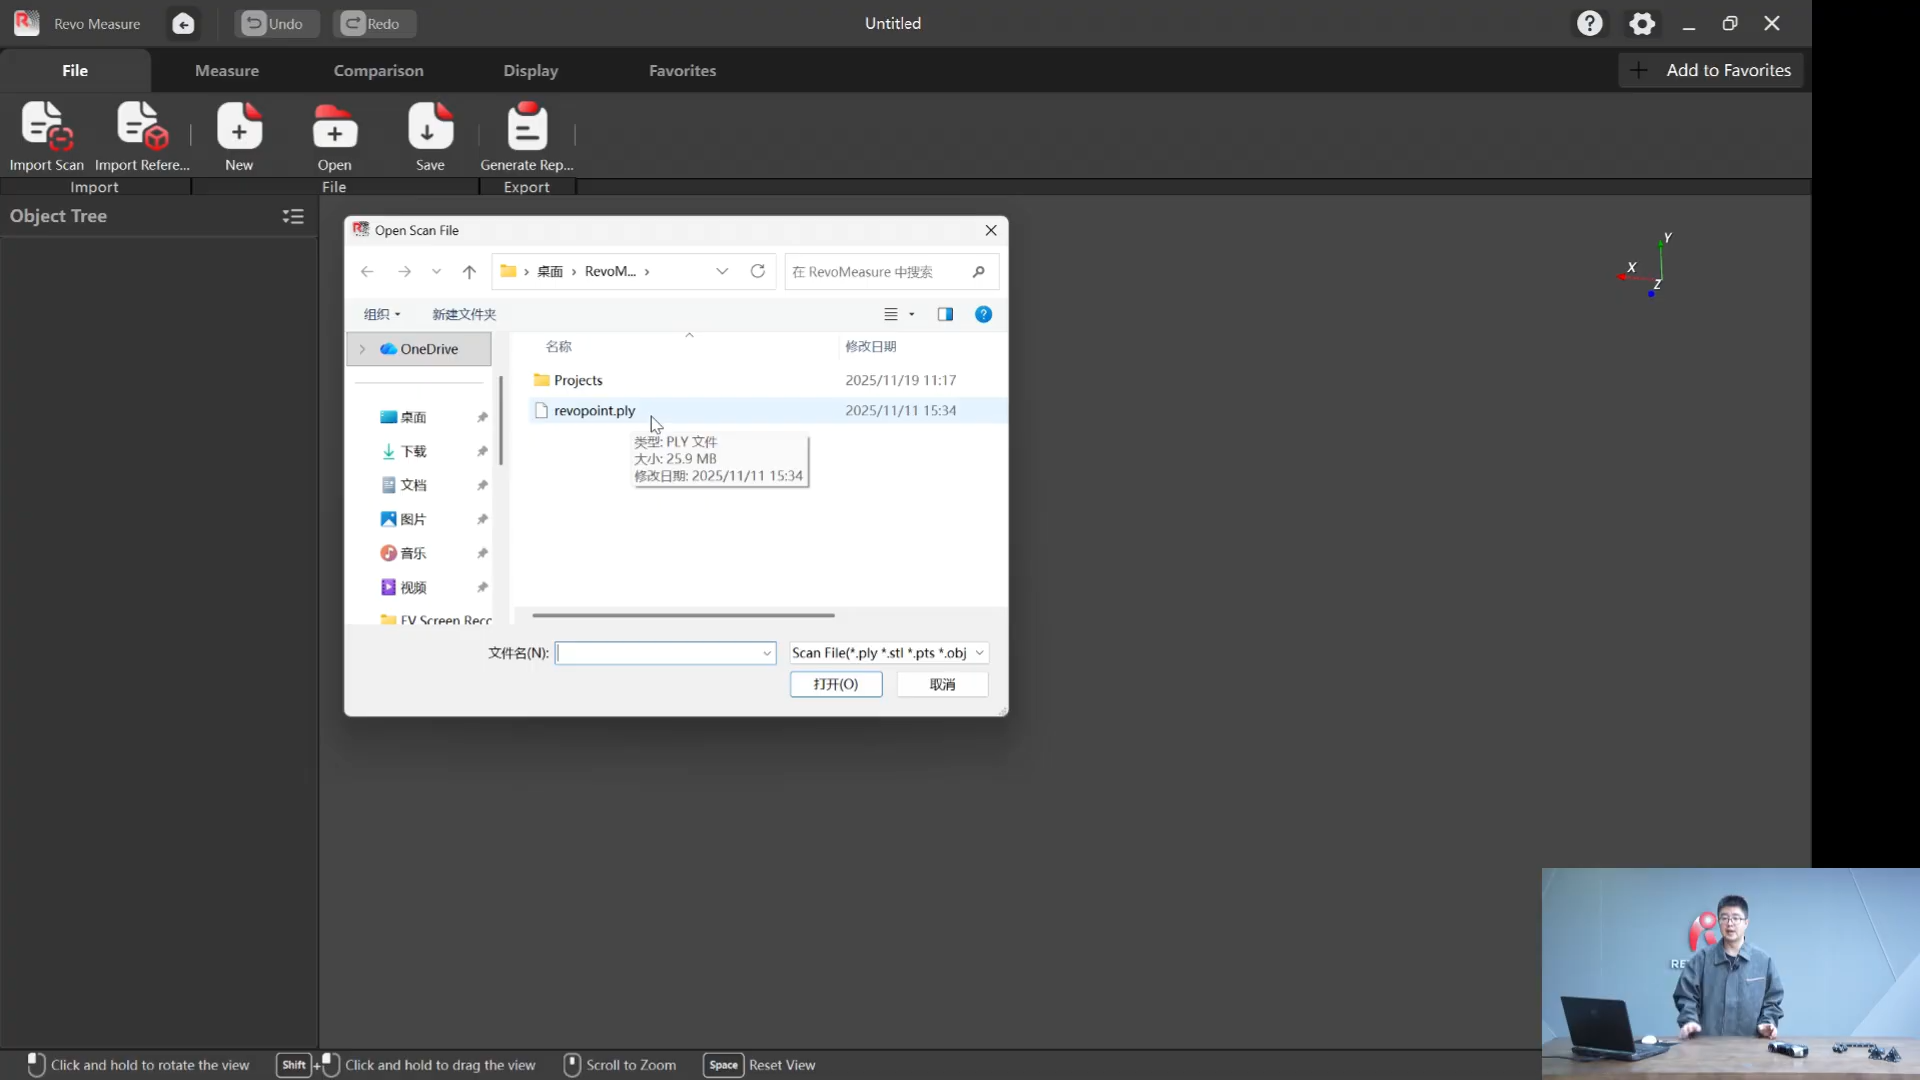 Revo Measure
Undo
Redo
Untitled
File
Measure
Comparison
Display
Favorites
Add to Favorites
Import Scan
Import Refere...
New
Open
Save
Generate Rep...
Import
File
Export
Object Tree
Open Scan File
桌面
RevoM...
在 RevoMeasure 中搜索
组织
新建文件夹
OneDrive
名称
修改日期
Projects
2025/11/19 11:17
revopoint.ply
2025/11/11 15:34
类型: PLY 文件
大小: 25.9 MB
修改日期: 2025/11/11 15:34
桌面
下载
文档
图片
音乐
视频
EV Screen Recc
文件名(N):
Scan File(*.ply *.stl *.pts *.obj
打开(O)
取消
Y
X
Z
RE
Click and hold to rotate the view
Shift + Click and hold to drag the view
Scroll to Zoom
Space Reset View